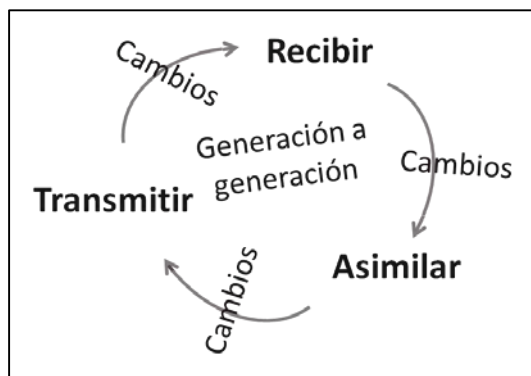 Cambios
Recibir
Generación a
generación
Cambios
Transmitir
Asimilar
Cambios